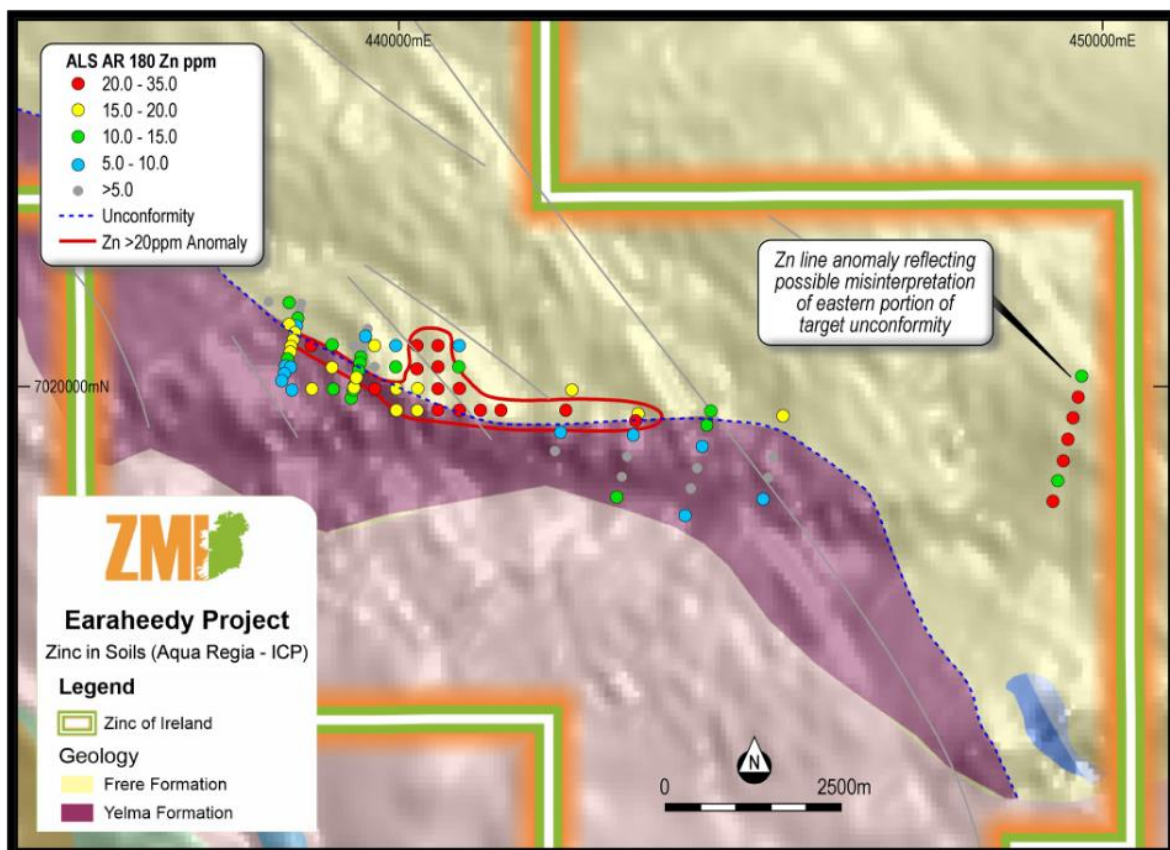 440000mE
450000mE
ALS AR 180 Zn ppm
20.0 - 35.0
15.0 - 20.0
10.0 - 15.0
5.0 - 10.0
>5.0
Unconformity
Zn >20ppm Anomaly
Zn line anomaly reflecting
possible misinterpretation
of eastern portion of
target unconformity
7020000mN
ZMI
Earaheedy Project
Zinc in Soils (Aqua Regia - ICP)
Legend
Zinc of Ireland
Geology
Frere Formation
Yelma Formation
N
0 2500m